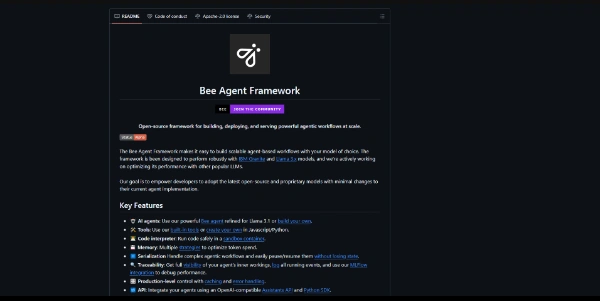 README Code of conduct Apache-2.0 license Security
Bee Agent Framework
BEE JOIN THE COMMUNITY
Open-source framework for building, deploying, and serving powerful agentic workflows at scale.
The Bee Agent Framework makes it easy to build scalable agent-based workflows with your model of choice. The
framework is been designed to perform robustly with IBM Granite and Llama 3.x models, and we're actively working
on optimizing its performance with other popular LLMs.
Our goal is to empower developers to adopt the latest open-source and proprietary models with minimal changes to
their current agent implementation.
Key Features
AI agents: Use our powerful Bee agent refined for Llama 3.1 or build your own.
Tools: Use our built-in tools or create your own in Javascript/Python.
Code interpreter: Run code safely in a sandbox container.
Memory: Multiple strategies to optimize token spend.
Serialization Handle complex agentic workflows and easily pause/resume them without losing state.
Traceability: Get full visibility of your agent's inner workings, log all running events, and use our MLflow
integration to debug performance.
Production-level control with caching and error handling.
API: Integrate your agents using an OpenAI-compatible Assistants API and Python SDK.